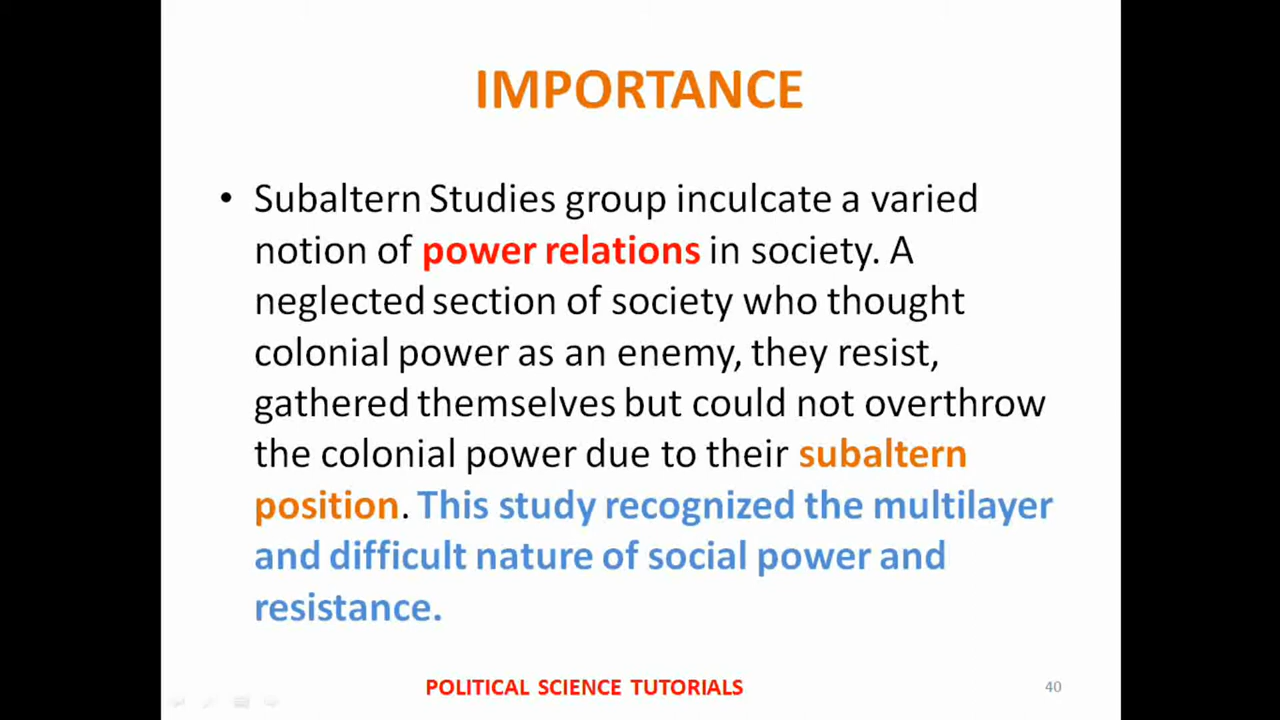 IMPORTANCE
• Subaltern Studies group inculcate a varied
notion of power relations in society. A
neglected section of society who thought
colonial power as an enemy, they resist,
gathered themselves but could not overthrow
the colonial power due to their subaltern
position. This study recognized the multilayer
and difficult nature of social power and
resistance.
POLITICAL SCIENCE TUTORIALS
40